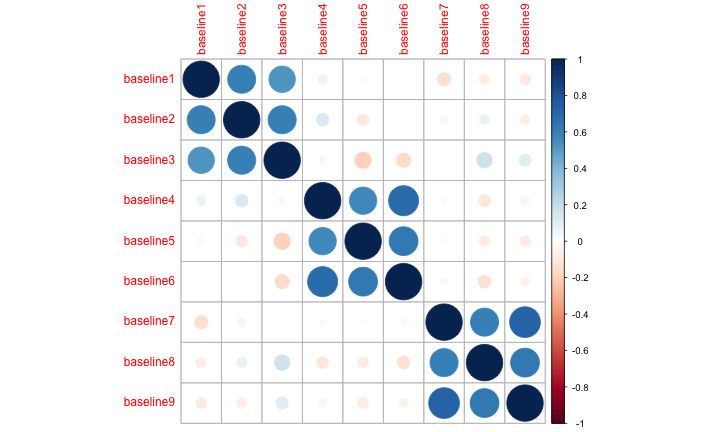 baseline1
baseline2
baseline3
baseline4
baseline5
baseline6
baseline7
baseline8
baseline9
baseline1
baseline2
baseline3
baseline4
baseline5
baseline6
baseline7
baseline8
baseline9
1
0.8
0.6
0.4
0.2
0
-0.2
-0.4
-0.6
-0.8
-1